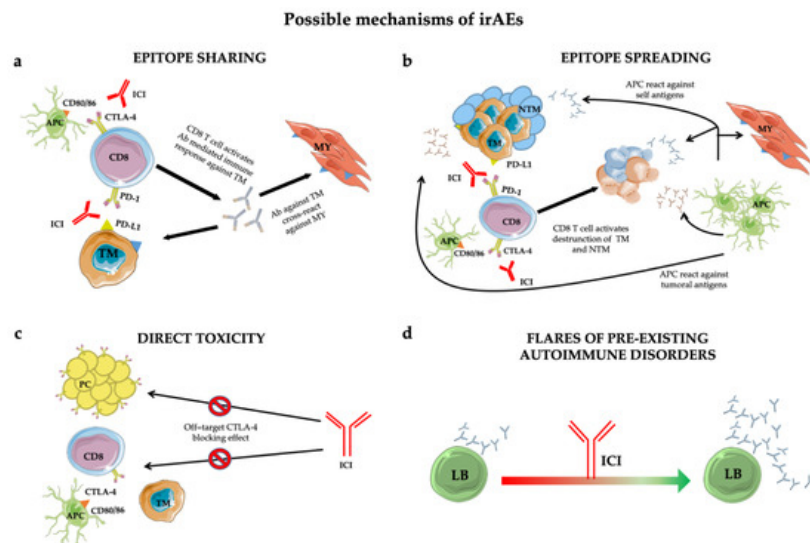 Possible mechanisms of irAEs
a
EPITOPE SHARING
ICI
CD80/86
APC
CTLA-4
CD8
CD8 T cell activates
Ab mediated immune
response against TM
MY
PD-1
ICI
PD-L1
TM
Ab against TM
cross-react
against MY
b
EPITOPE SPREADING
APC react against
self antigens
NTM
TM
MY
PD-L1
ICI
PD-1
CD8
APC
CD80/86
CTLA-4
ICI
CD8 T cell activates
destrunction of TM
and NTM
APC
APC react against
tumoral antigens
c
DIRECT TOXICITY
PC
Off-target CTLA-4
blocking effect
ICI
CD8
CTLA-4
CD80/86
APC
TM
d
FLARES OF PRE-EXISTING
AUTOIMMUNE DISORDERS
LB
ICI
LB